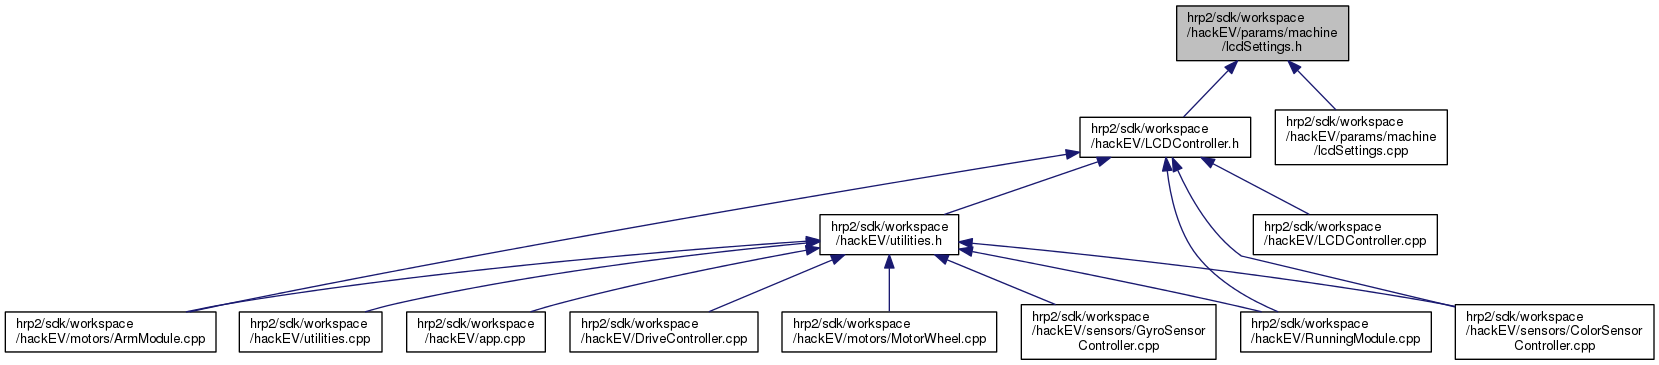 hrp2/sdk/workspace
/hackEV/params/machine
/lcdSettings.h
hrp2/sdk/workspace
/hackEV/LCDController.h
hrp2/sdk/workspace
/hackEV/params/machine
/lcdSettings.cpp
hrp2/sdk/workspace
/hackEV/utilities.h
hrp2/sdk/workspace
/hackEV/LCDController.cpp
hrp2/sdk/workspace
/hackEV/motors/ArmModule.cpp
hrp2/sdk/workspace
/hackEV/utilities.cpp
hrp2/sdk/workspace
/hackEV/app.cpp
hrp2/sdk/workspace
/hackEV/DriveController.cpp
hrp2/sdk/workspace
/hackEV/motors/MotorWheel.cpp
hrp2/sdk/workspace
/hackEV/sensors/GyroSensor
Controller.cpp
hrp2/sdk/workspace
/hackEV/RunningModule.cpp
hrp2/sdk/workspace
/hackEV/sensors/ColorSensor
Controller.cpp